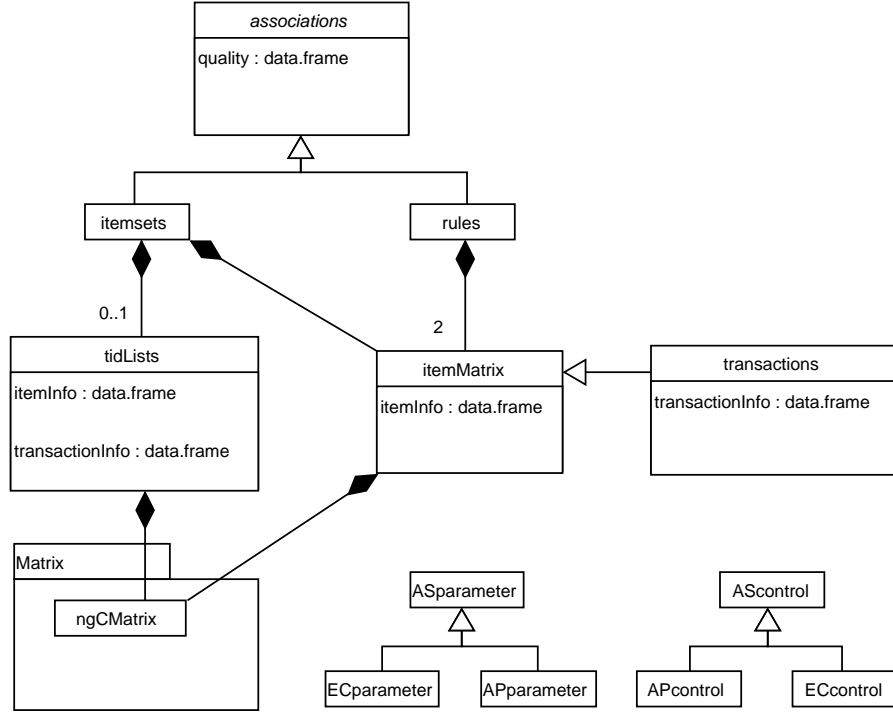 associations
quality : data.frame
itemsets
rules
0..1
2
tidLists
itemInfo : data.frame
transactionInfo : data.frame
itemMatrix
itemInfo : data.frame
transactions
transactionInfo : data.frame
Matrix
ngCMatrix
ASparameter
ECparameter
APparameter
AScontrol
APcontrol
ECcontrol